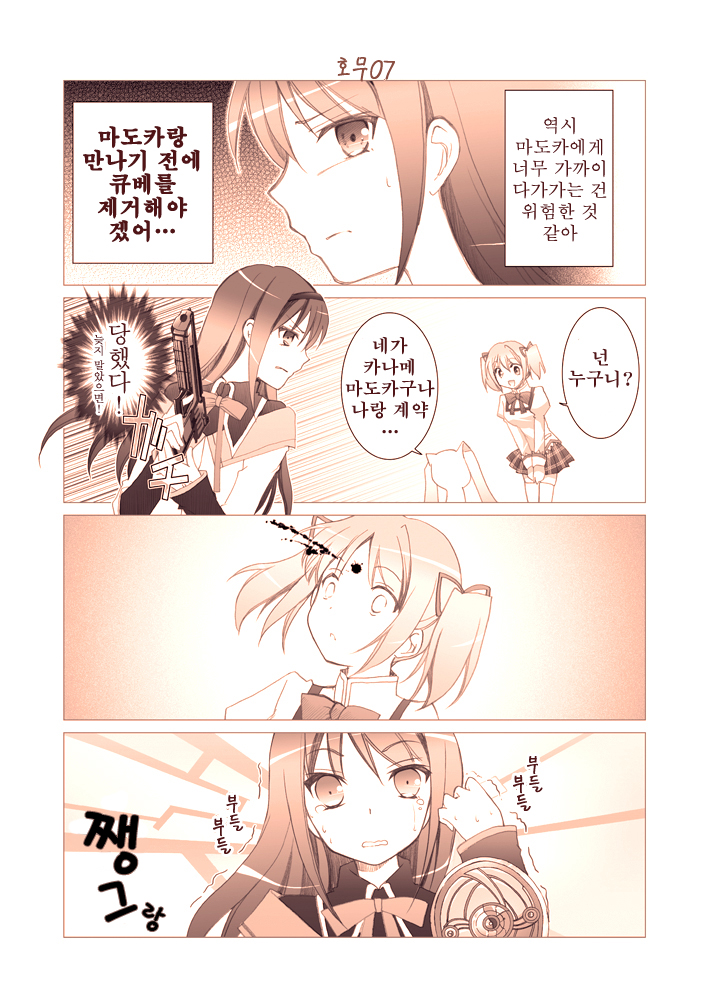 호무07
역시
마도카에게
너무 가까이
다가가는 건
위험한 것
같아
마도카랑
만나기 전에
큐베를
제거해야
겠어…
넌
누구니?
네가
카나메
마도카구나
나랑 계약
…
당했다!
늦지 말았으면!
ガチ
부들
부들
부들
부들
쨍그랑